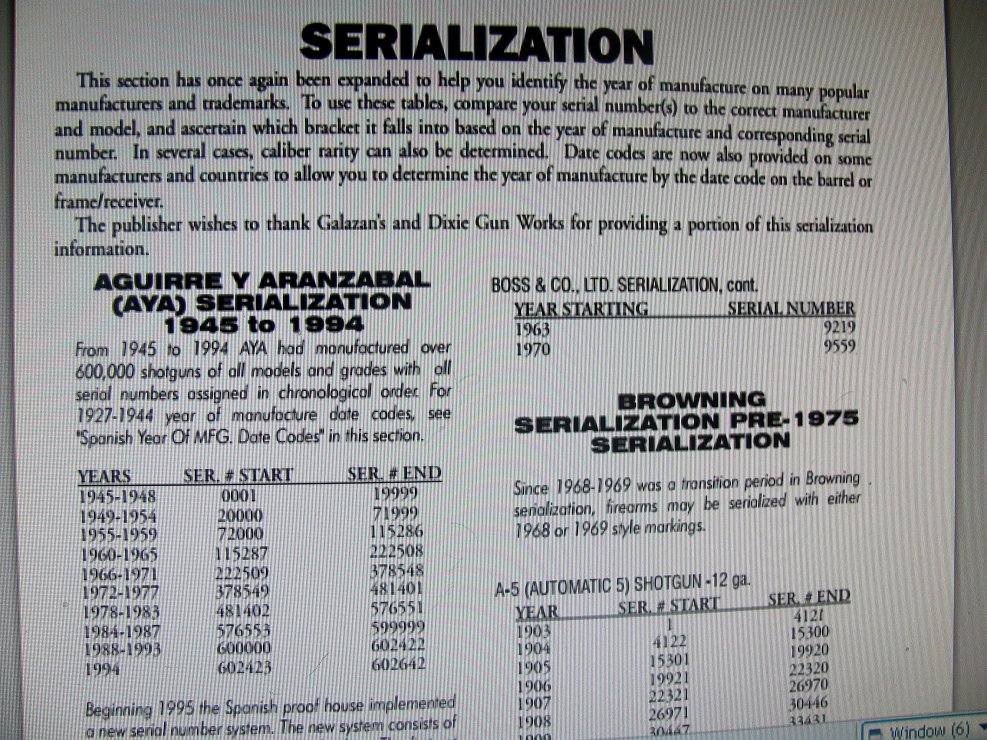 SERIALIZATION
This section has once again been expanded to help you identify the year of manufacture on many popular
manufacturers and trademarks. To use these tables, compare your serial number(s) to the correct manufacturer
and model, and ascertain which bracket it falls into based on the year of manufacture and corresponding serial
number. In several cases, caliber rarity can also be determined. Date codes are now also provided on some
manufacturers and countries to allow you to determine the year of manufacture by the date code on the barrel or
frame/receiver.
The publisher wishes to thank Galazan's and Dixie Gun Works for providing a portion of this serialization
information.
AGUIRRE Y ARANZABAL
(AYA) SERIALIZATION
1945 to 1994
From 1945 to 1994 AYA had manufactured over
600,000 shotguns of all models and grades with all
serial numbers assigned in chronological order. For
1927-1944 year of manufacture date codes, see
"Spanish Year Of MFG. Date Codes" in this section.
YEARS SER. # START SER. # END
1945-1948 0001 19999
1949-1954 20000 71999
1955-1959 72000 115286
1960-1965 115287 222508
1966-1971 222509 378548
1972-1977 378549 481401
1978-1983 481402 576551
1984-1987 576553 599999
1988-1993 600000 602422
1994 602423 602642
Beginning 1995 the Spanish proof house implemented
a new serial number system. The new system consists of
BOSS & CO., LTD. SERIALIZATION, cont.
YEAR STARTING SERIAL NUMBER
1963 9219
1970 9559
BROWNING
SERIALIZATION PRE-1975
SERIALIZATION
Since 1968-1969 was a transition period in Browning
serialization, firearms may be serialized with either
1968 or 1969 style markings.
A-5 (AUTOMATIC 5) SHOTGUN -12 ga.
YEAR SER. # START SER. # END
1903 1 4121
1904 4122 15300
1905 15301 19920
1906 19921 22320
1907 22321 26970
1908 26971 30446
1909 30447 33431
Window (6)